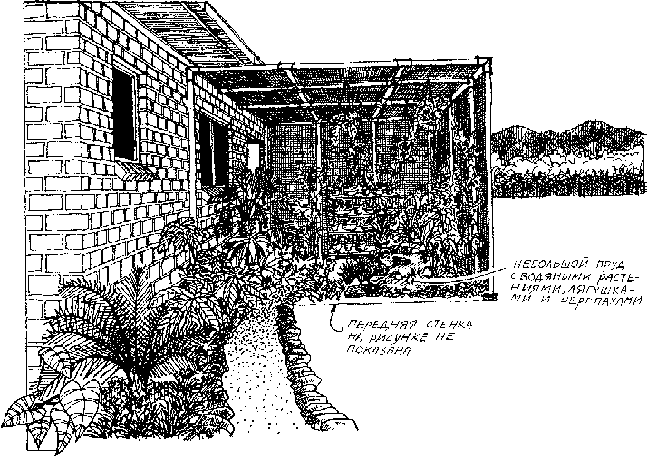 НЕБОЛЬШОЙ ПРУД
С ВОДЯНЫМИ РАСТЕ-
НИЯМИ, ЛЯГУШКА-
МИ И ЧЕРЕПАХАМИ
ПЕРЕДНЯЯ СТЕНКА
НА РИСУНКЕ НЕ
ПОКАЗАНА